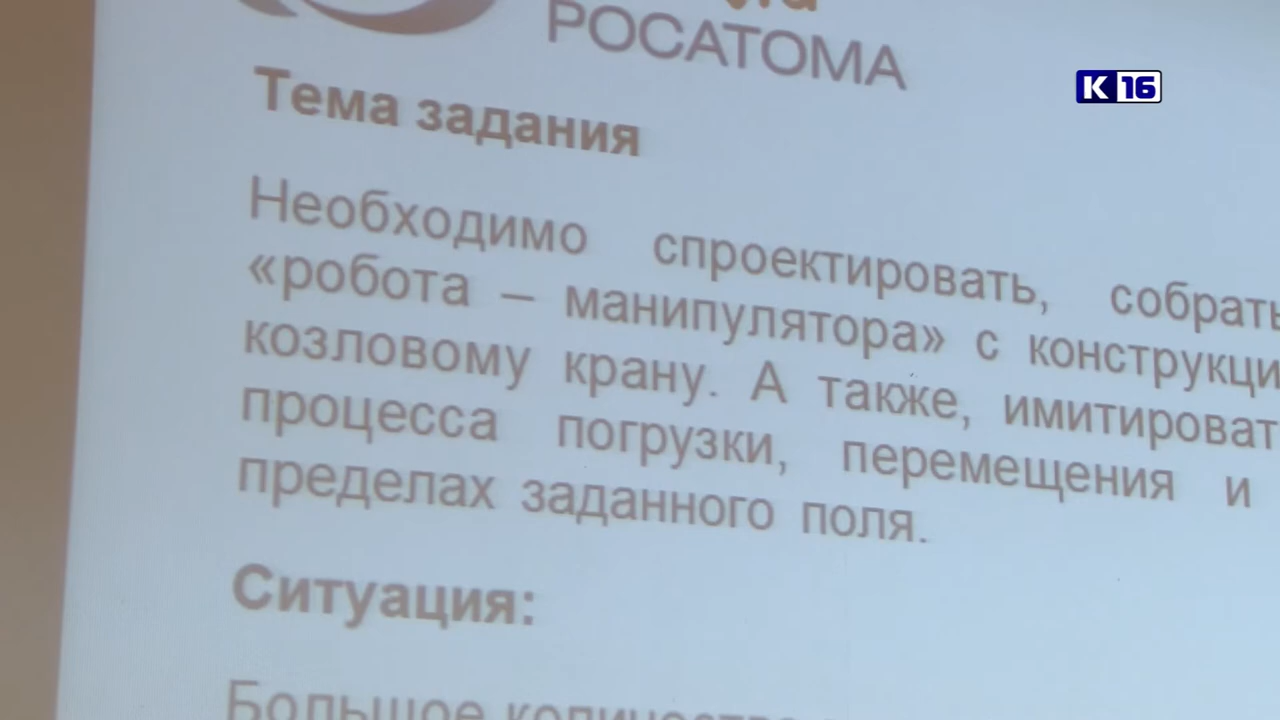 РОСАТОМА
К 16
Тема задания
Необходимо спроектировать, собрать
«робота – манипулятора» с конструкци
козловому крану. А также, имитироват
процесса погрузки, перемещения и
пределах заданного поля.
Ситуация:
Большое